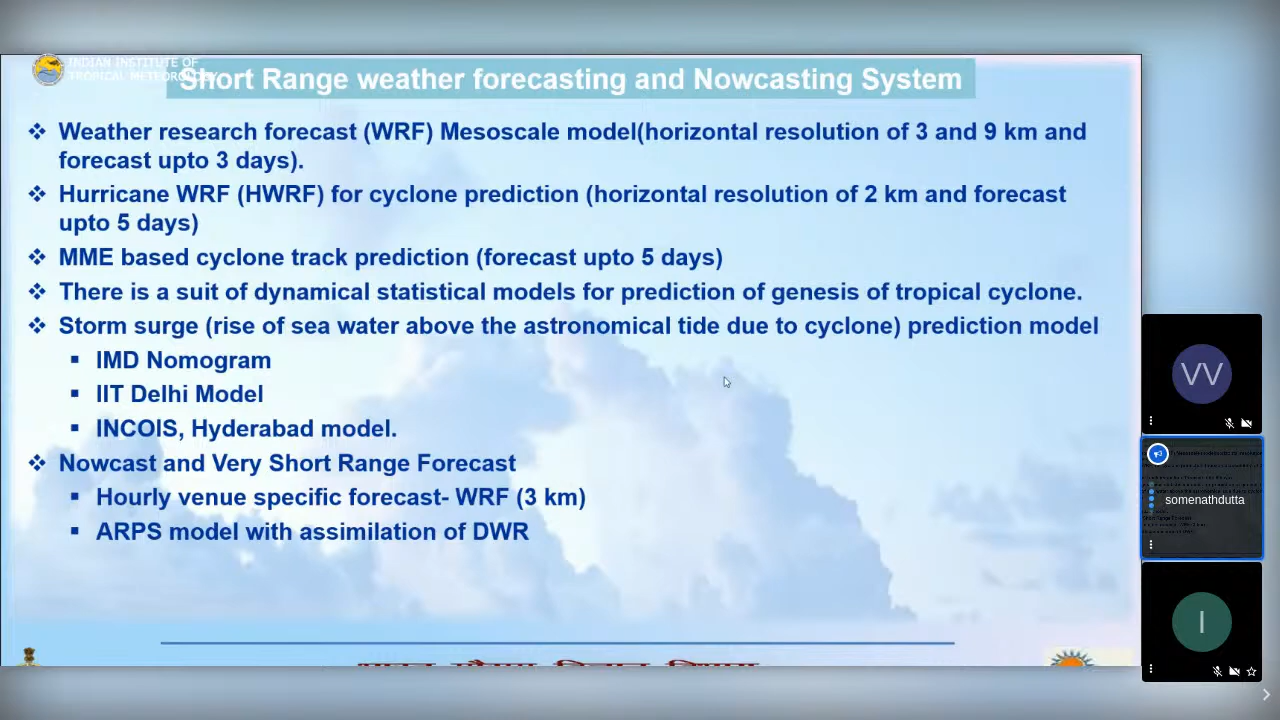 INDIAN INSTITUTE OF
TROPICAL METEOROLOGY
Short Range weather forecasting and Nowcasting System
❖ Weather research forecast (WRF) Mesoscale model(horizontal resolution of 3 and 9 km and
forecast upto 3 days).
❖ Hurricane WRF (HWRF) for cyclone prediction (horizontal resolution of 2 km and forecast
upto 5 days)
❖ MME based cyclone track prediction (forecast upto 5 days)
❖ There is a suit of dynamical statistical models for prediction of genesis of tropical cyclone.
❖ Storm surge (rise of sea water above the astronomical tide due to cyclone) prediction model
▪ IMD Nomogram
▪ IIT Delhi Model
▪ INCOIS, Hyderabad model.
❖ Nowcast and Very Short Range Forecast
▪ Hourly venue specific forecast- WRF (3 km)
▪ ARPS model with assimilation of DWR
VV
somenathdutta
I